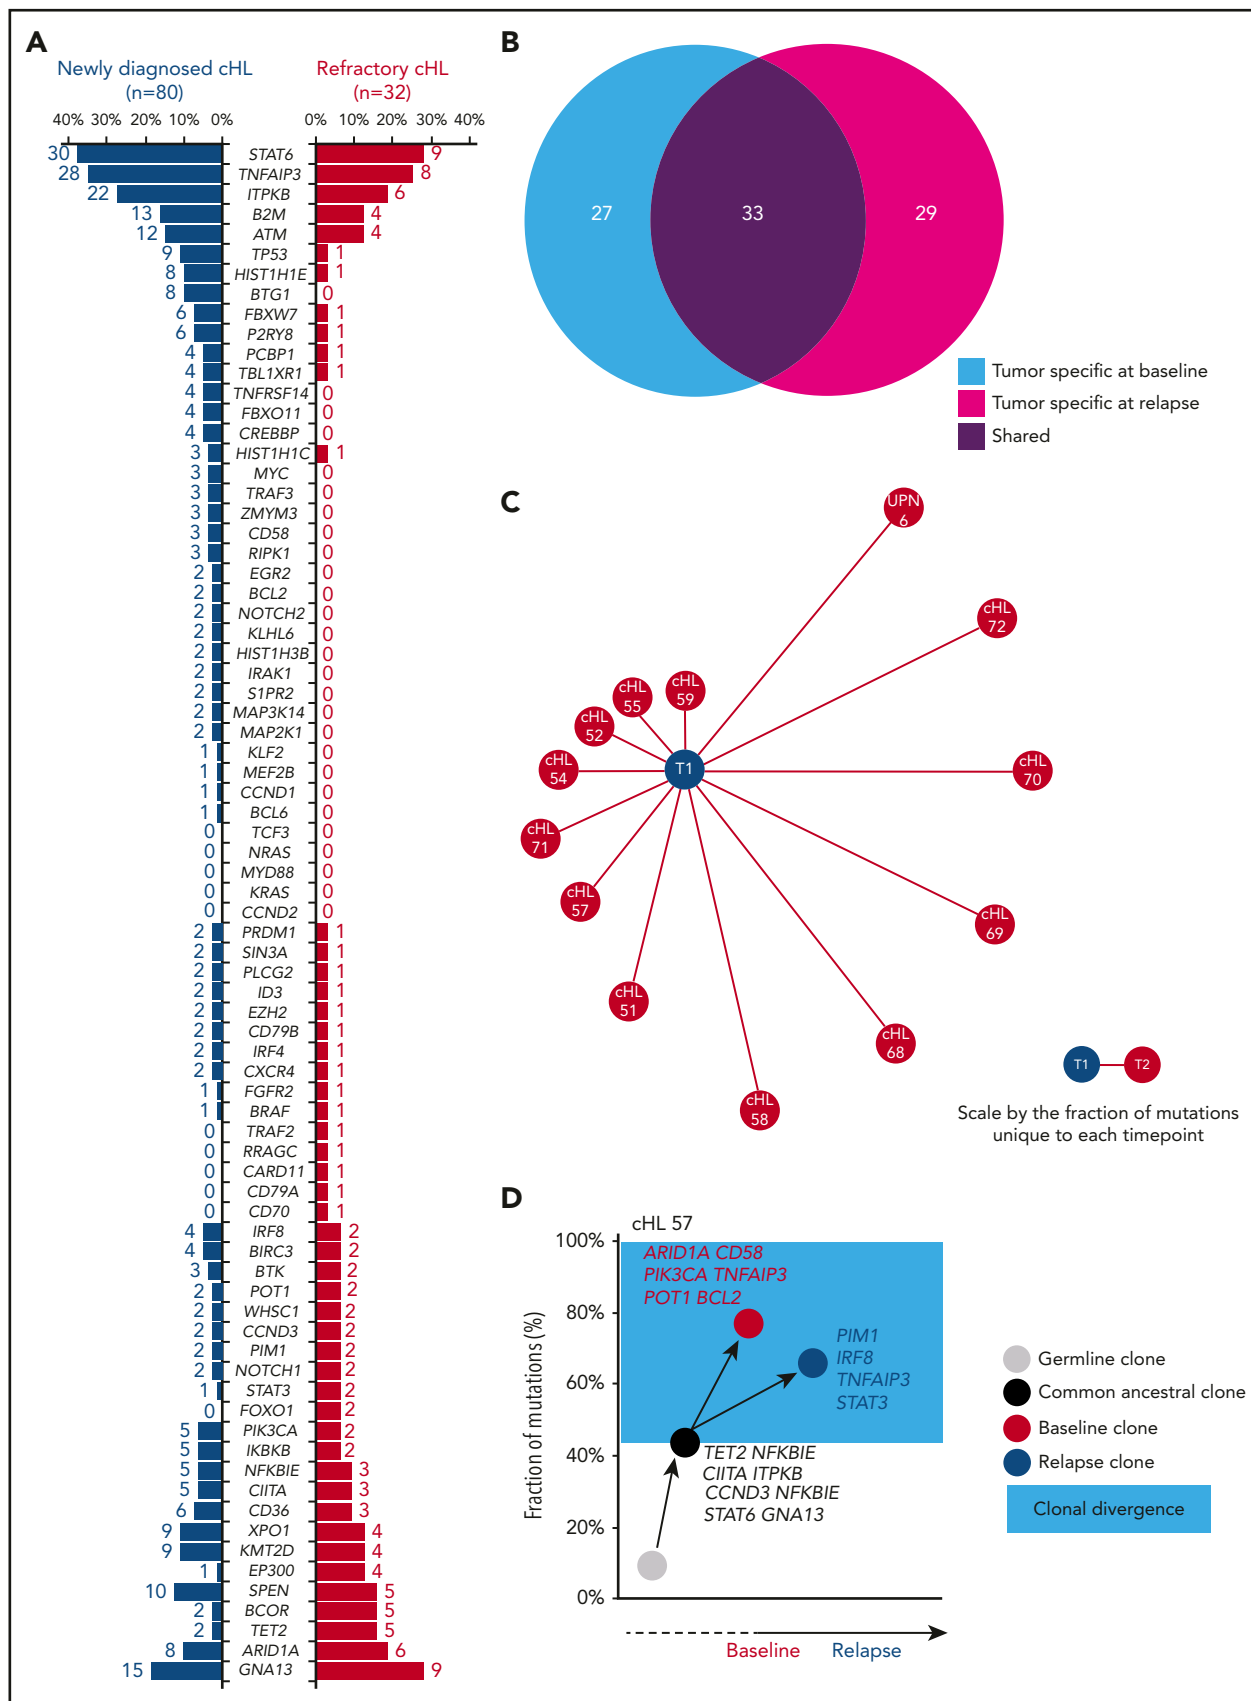 A
Newly diagnosed cHL
(n=80)
Refractory cHL
(n=32)
40% 30% 20% 10% 0%
0% 10% 20% 30% 40%
30 STAT6 9
28 TNFAIP3 8
22 ITPKB 6
13 B2M 4
12 ATM 4
9 TP53 1
8 HIST1H1E 1
8 BTG1 0
6 FBXW7 1
6 P2RY8 1
4 PCBP1 1
4 TBL1XR1 1
4 TNFRSF14 0
4 FBXO11 0
4 CREBBP 0
3 HIST1H1C 1
3 MYC 0
3 TRAF3 0
3 ZMYM3 0
3 CD58 0
3 RIPK1 0
2 EGR2 0
2 BCL2 0
2 NOTCH2 0
2 KLHL6 0
2 HIST1H3B 0
2 IRAK1 0
2 S1PR2 0
2 MAP3K14 0
2 MAP2K1 0
1 KLF2 0
1 MEF2B 0
1 CCND1 0
1 BCL6 0
0 TCF3 0
0 NRAS 0
0 MYD88 0
0 KRAS 0
0 CCND2 0
2 PRDM1 1
2 SIN3A 1
2 PLCG2 1
2 ID3 1
2 EZH2 1
2 CD79B 1
2 IRF4 1
2 CXCR4 1
1 FGFR2 1
1 BRAF 1
0 TRAF2 1
0 RRAGC 1
0 CARD11 1
0 CD79A 1
0 CD70 1
4 IRF8 2
4 BIRC3 2
3 BTK 2
2 POT1 2
2 WHSC1 2
2 CCND3 2
2 PIM1 2
2 NOTCH1 2
1 STAT3 2
0 FOXO1 2
5 PIK3CA 2
5 IKBKB 2
5 NFKBIE 3
5 CIITA 3
6 CD36 3
9 XPO1 4
9 KMT2D 4
1 EP300 4
10 SPEN 5
2 BCOR 5
2 TET2 5
8 ARID1A 6
15 GNA13 9
B
27 33 29
Tumor specific at baseline
Tumor specific at relapse
Shared
C
UPN
6
cHL
72
cHL
59
cHL
55
cHL
52
cHL
54
T1
cHL
70
cHL
71
cHL
57
cHL
69
cHL
51
cHL
68
cHL
58
T1 T2
Scale by the fraction of mutations
unique to each timepoint
D
cHL 57
Fraction of mutations (%)
100%
80%
60%
40%
20%
0%
ARID1A CD58
PIK3CA TNFAIP3
POT1 BCL2
PIM1
IRF8
TNFAIP3
STAT3
TET2 NFKBIE
CIITA ITPKB
CCND3 NFKBIE
STAT6 GNA13
Baseline Relapse
Germline clone
Common ancestral clone
Baseline clone
Relapse clone
Clonal divergence